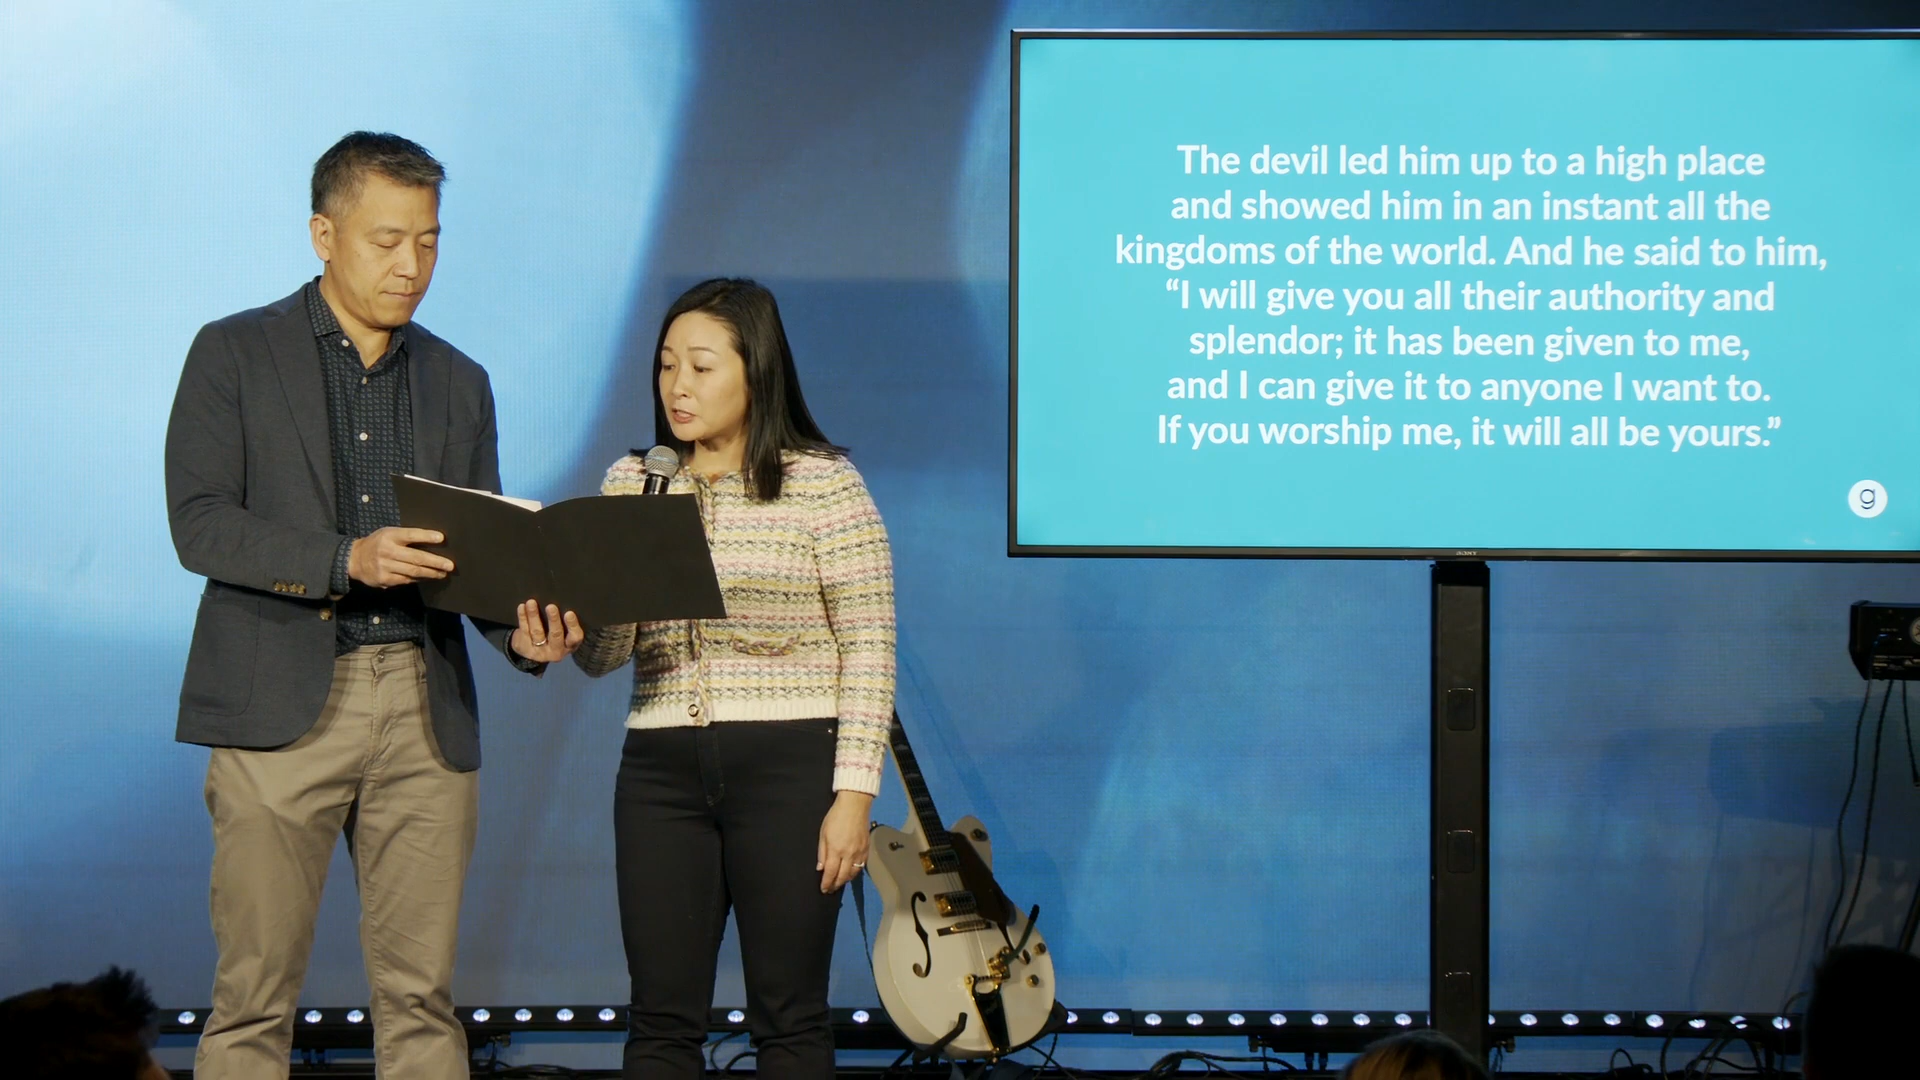 The devil led him up to a high place
and showed him in an instant all the
kingdoms of the world. And he said to him,
“I will give you all their authority and
splendor; it has been given to me,
and I can give it to anyone I want to.
If you worship me, it will all be yours.”
g
SONY